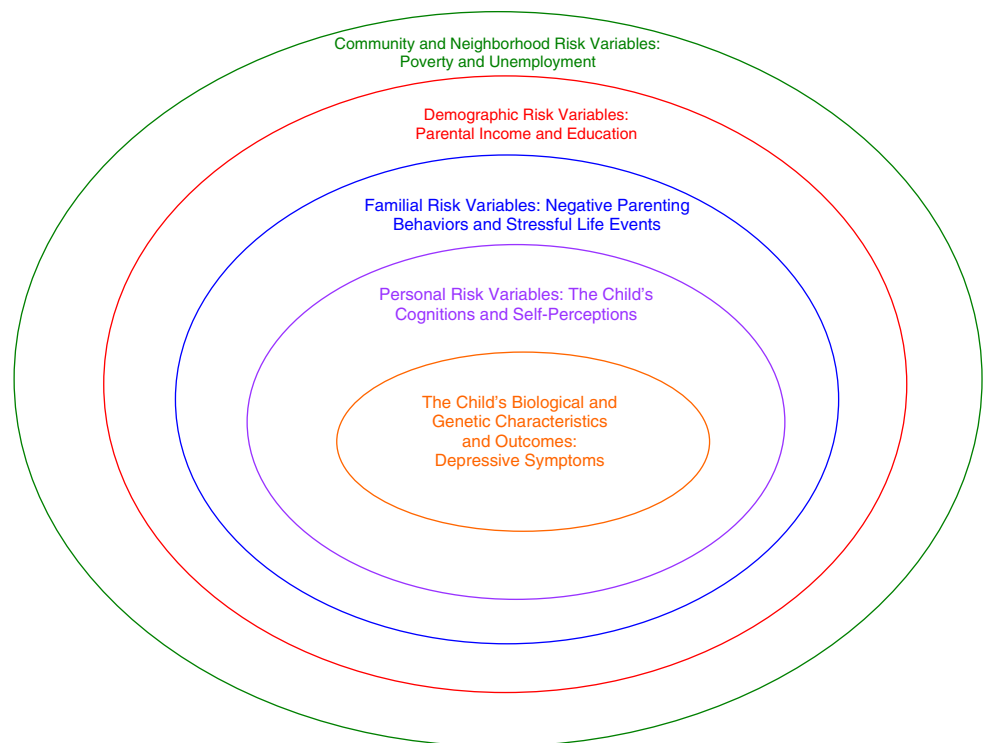 Community and Neighborhood Risk Variables:
Poverty and Unemployment
Demographic Risk Variables:
Parental Income and Education
Familial Risk Variables: Negative Parenting
Behaviors and Stressful Life Events
Personal Risk Variables: The Child's
Cognitions and Self-Perceptions
The Child's Biological and
Genetic Characteristics
and Outcomes:
Depressive Symptoms